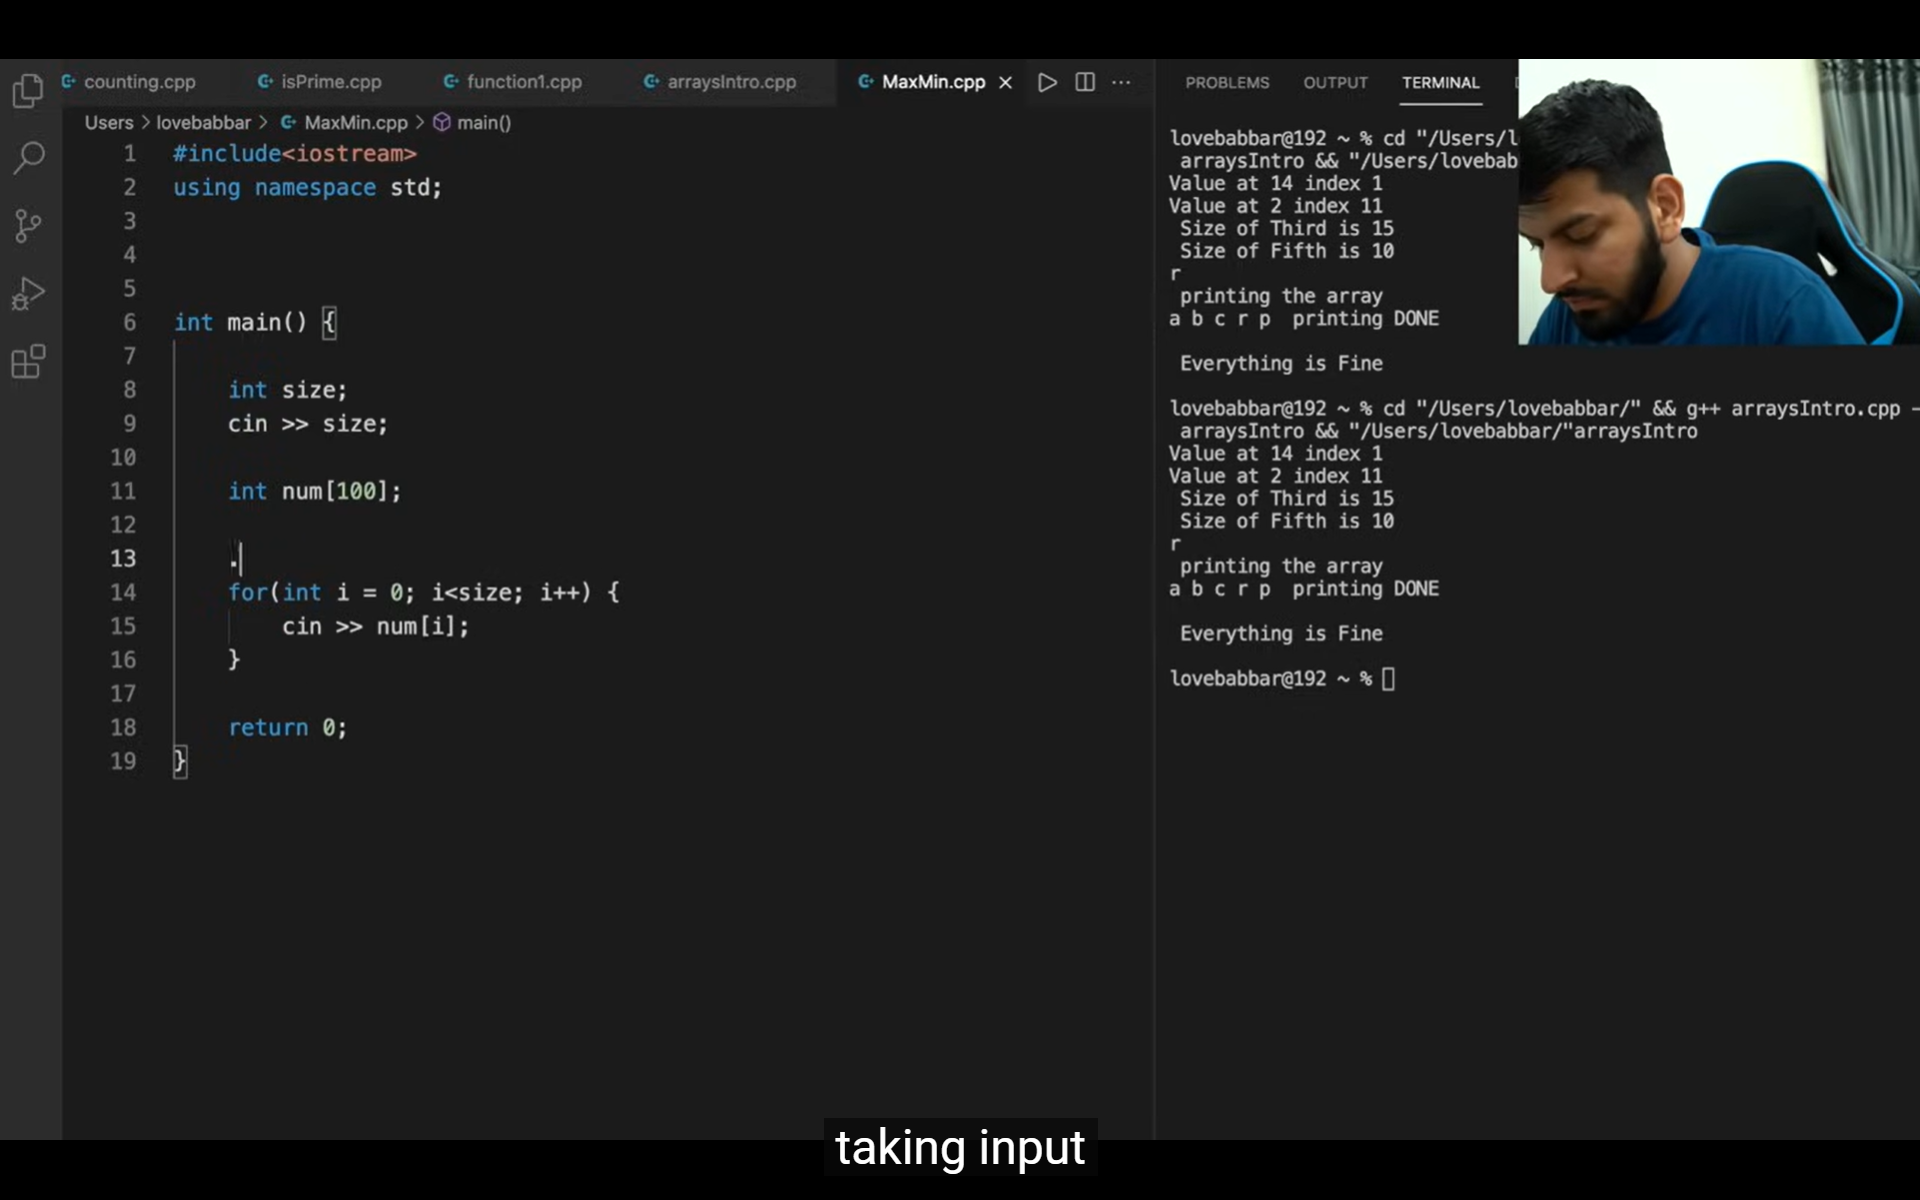 counting.cpp isPrime.cpp function1.cpp arraysIntro.cpp MaxMin.cpp
Users > lovebabbar > MaxMin.cpp > main()
1 #include<iostream>
2 using namespace std;
3
4
5
6 int main() {
7
8 int size;
9 cin >> size;
10
11 int num[100];
12
13 .
14 for(int i = 0; i<size; i++) {
15 cin >> num[i];
16 }
17
18 return 0;
19 }
PROBLEMS OUTPUT TERMINAL
lovebabbar@192 ~ % cd "/Users/l
arraysIntro && "/Users/lovebab
Value at 14 index 1
Value at 2 index 11
Size of Third is 15
Size of Fifth is 10
r
printing the array
a b c r p printing DONE
Everything is Fine
lovebabbar@192 ~ % cd "/Users/lovebabbar/" && g++ arraysIntro.cpp -
arraysIntro && "/Users/lovebabbar/"arraysIntro
Value at 14 index 1
Value at 2 index 11
Size of Third is 15
Size of Fifth is 10
r
printing the array
a b c r p printing DONE
Everything is Fine
lovebabbar@192 ~ %
taking input